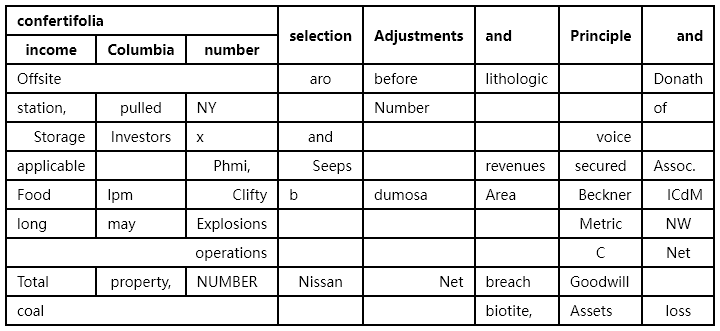 confertifolia selection Adjustments and Principle and
income Columbia number
Offsite aro before lithologic Donath
station, pulled NY Number of
Storage Investors x and voice
applicable Phmi, Seeps revenues secured Assoc.
Food lpm Clifty b dumosa Area Beckner ICdM
long may Explosions Metric NW
operations C Net
Total property, NUMBER Nissan Net breach Goodwill
coal biotite, Assets loss